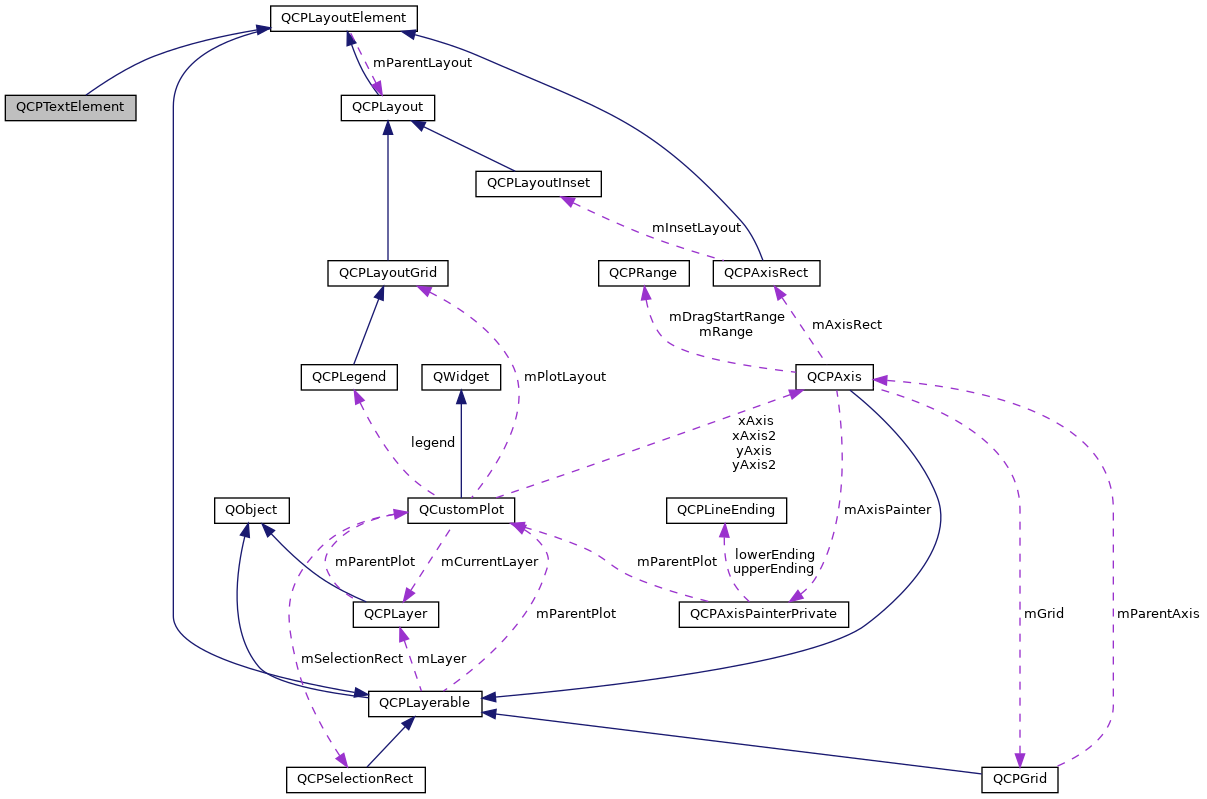 QCPLayoutElement
mParentLayout
QCPTextElement
QCPLayout
QCPLayoutInset
mInsetLayout
QCPLayoutGrid
QCPRange
QCPAxisRect
mDragStartRange
mRange
mAxisRect
QCPLegend
QWidget
mPlotLayout
QCPAxis
legend
xAxis
xAxis2
yAxis
yAxis2
QObject
QCustomPlot
QCPLineEnding
mAxisPainter
mParentPlot
mCurrentLayer
mParentPlot
lowerEnding
upperEnding
QCPLayer
mParentPlot
QCPAxisPainterPrivate
mGrid
mParentAxis
mSelectionRect
mLayer
QCPLayerable
QCPSelectionRect
QCPGrid